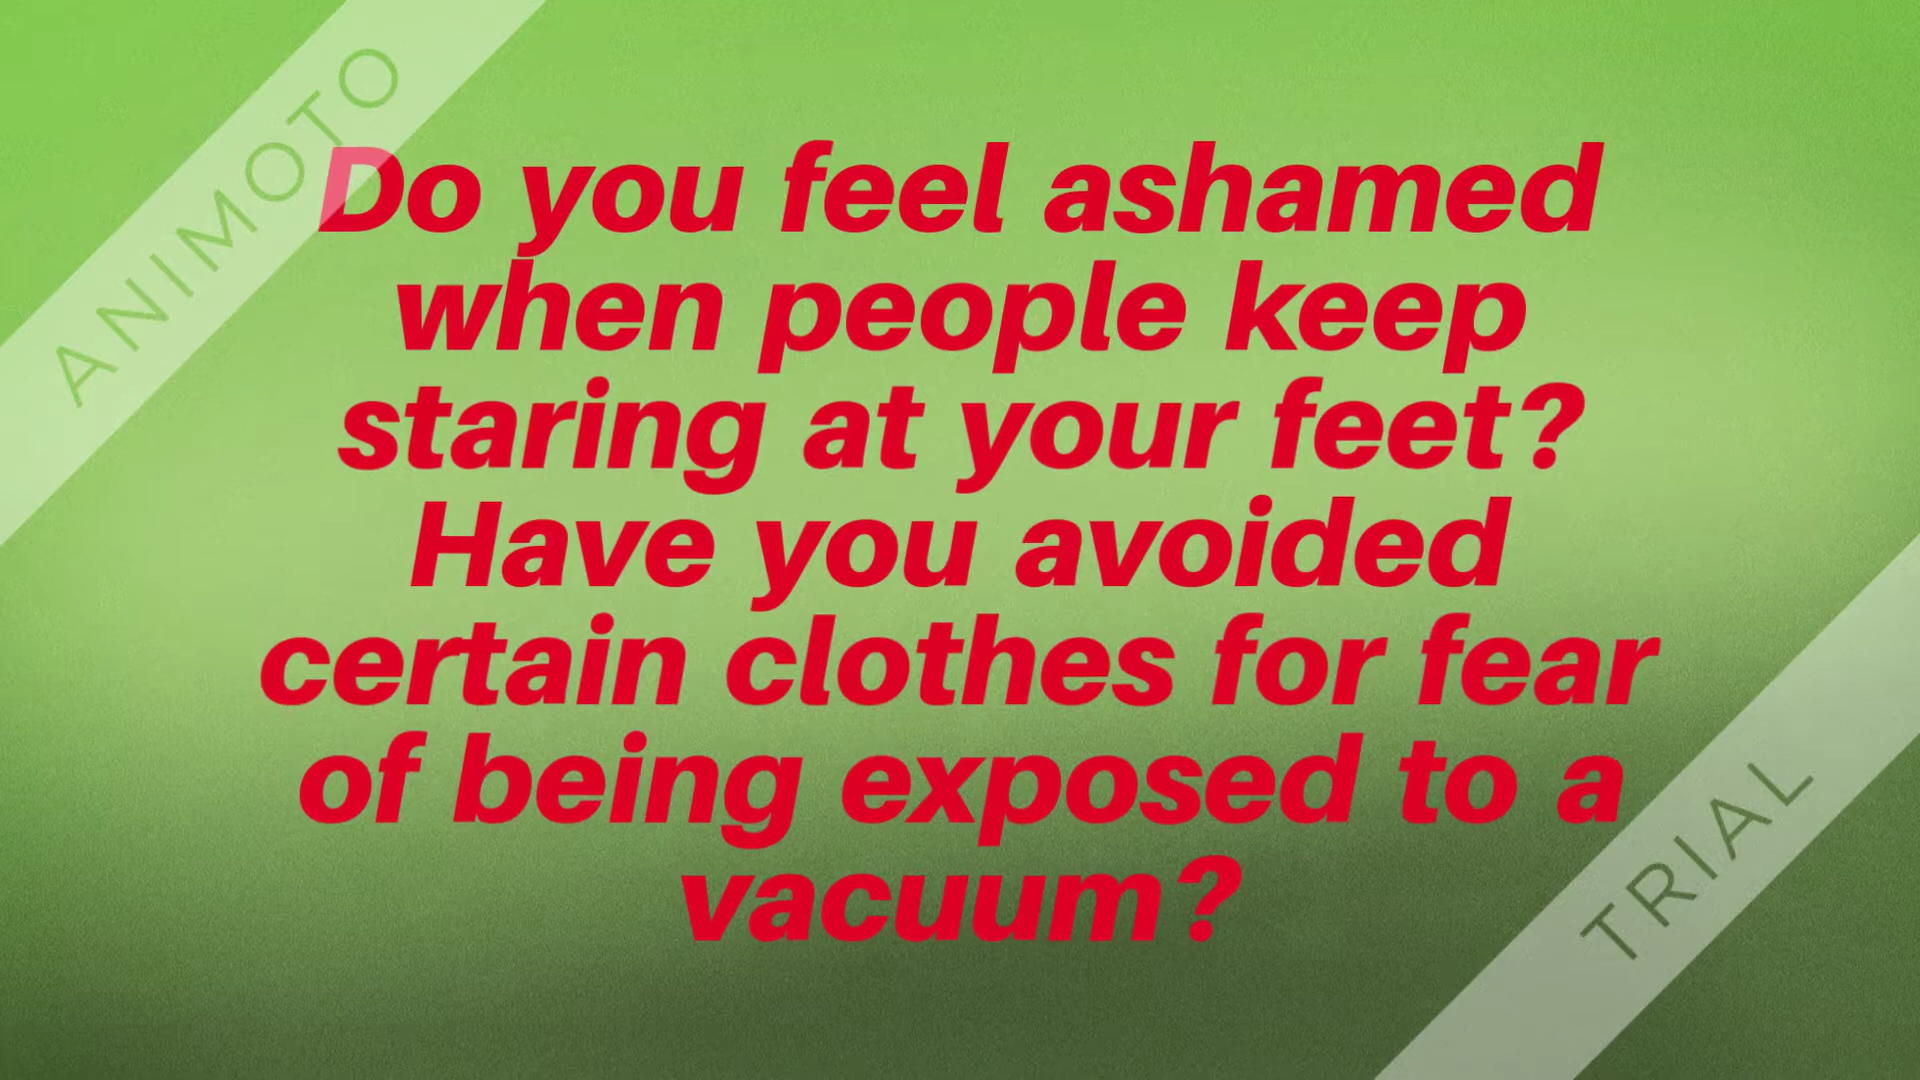 ANIMOTO
Do you feel ashamed
when people keep
staring at your feet?
Have you avoided
certain clothes for fear
of being exposed to a
vacuum?
TRIAL